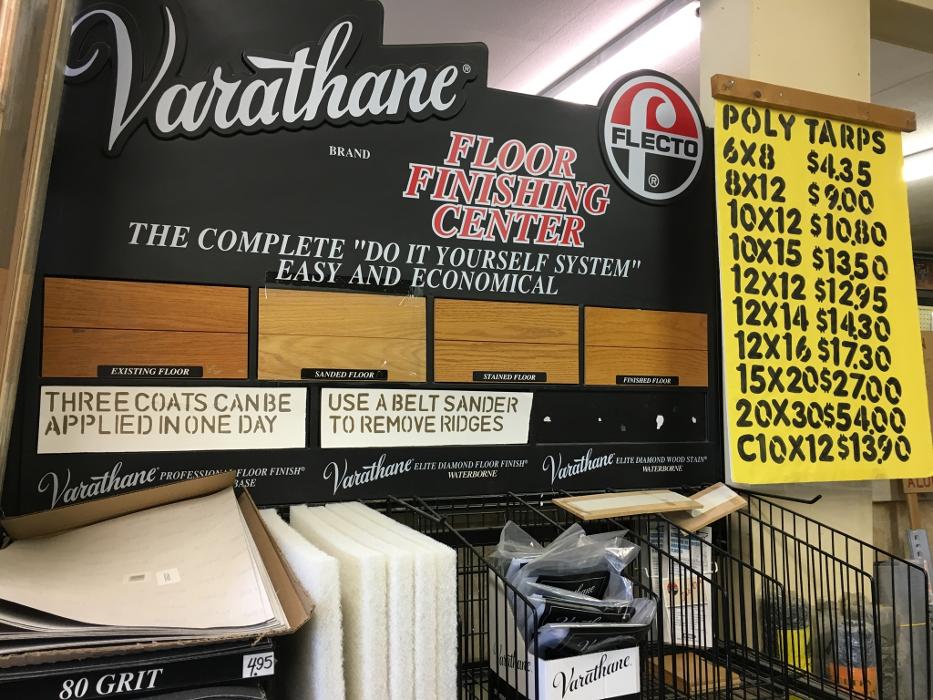 Varathane®
BRAND
FLECTO
®
FLOOR
FINISHING
CENTER
THE COMPLETE "DO IT YOURSELF SYSTEM"
EASY AND ECONOMICAL
EXISTING FLOOR
SANDED FLOOR
STAINED FLOOR
FINISHED FLOOR
THREE COATS CAN BE
APPLIED IN ONE DAY
USE A BELT SANDER
TO REMOVE RIDGES
Varathane® PROFESSIONAL FLOOR FINISH®
BASE
Varathane® ELITE DIAMOND FLOOR FINISH®
WATERBORNE
Varathane® ELITE DIAMOND WOOD STAIN®
WATERBORNE
POLY TARPS
6X8 $4.35
8X12 $9.00
10X12 $10.80
10X15 $13.50
12X12 $12.95
12X14 $14.30
12X16 $17.30
15X20 $27.00
20X30 $54.00
C10X12 $13.90
80 GRIT
4.95
Varathane